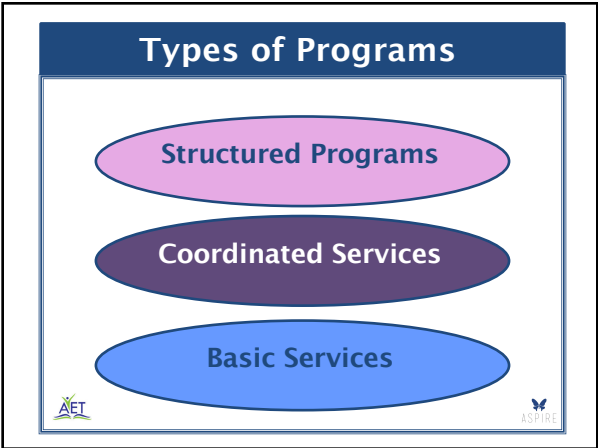 Types of Programs
Structured Programs
Coordinated Services
Basic Services
AET
ASPIRE